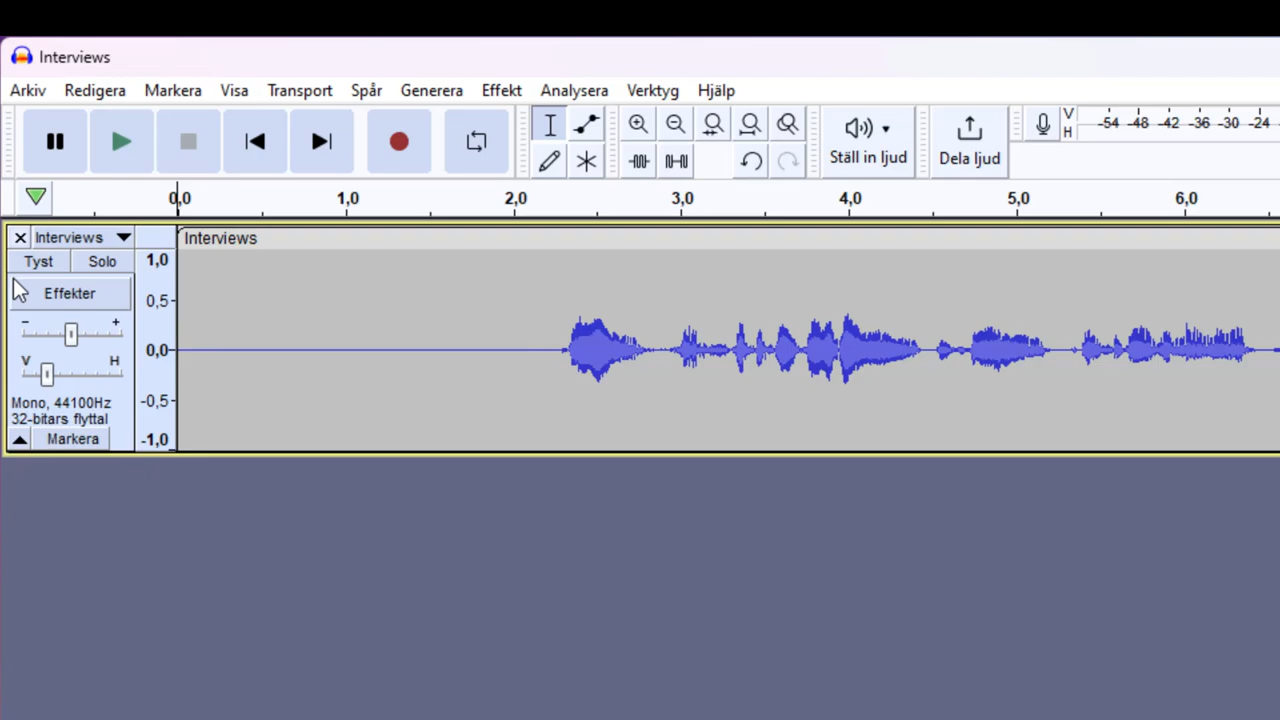 Interviews
Arkiv Redigera Markera Visa Transport Spår Generera Effekt Analysera Verktyg Hjälp
Ställ in ljud
Dela ljud
V
H
-54 -48 -42 -36 -30 -24
0,0 1,0 2,0 3,0 4,0 5,0 6,0
Interviews
Interviews
Tyst Solo
Effekter
- +
V H
Mono, 44100Hz
32-bitars flyttal
Markera
1,0
0,5
0,0
-0,5
-1,0